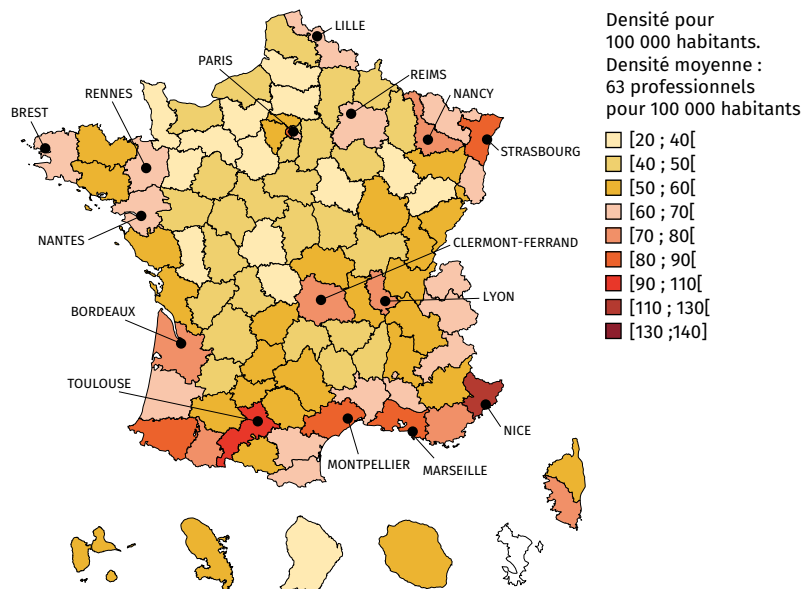 LILLE
PARIS
REIMS
RENNES
NANCY
BREST
STRASBOURG
NANTES
CLERMONT-FERRAND
LYON
BORDEAUX
TOULOUSE
NICE
MONTPELLIER
MARSEILLE
Densité pour
100 000 habitants.
Densité moyenne :
63 professionnels
pour 100 000 habitants
[20 ; 40[
[40 ; 50[
[50 ; 60[
[60 ; 70[
[70 ; 80[
[80 ; 90[
[90 ; 110[
[110 ; 130[
[130 ;140]